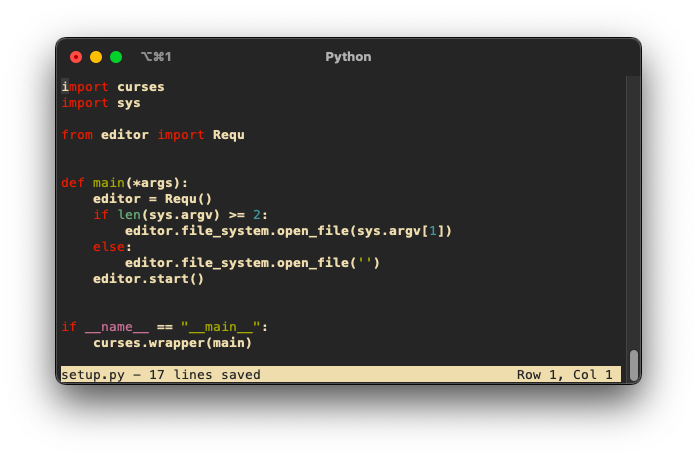 ⌥⌘1 Python
import curses
import sys
from editor import Requ
def main(*args):
    editor = Requ()
    if len(sys.argv) >= 2:
        editor.file_system.open_file(sys.argv[1])
    else:
        editor.file_system.open_file('')
    editor.start()
if __name__ == "__main__":
    curses.wrapper(main)
setup.py – 17 lines saved Row 1, Col 1